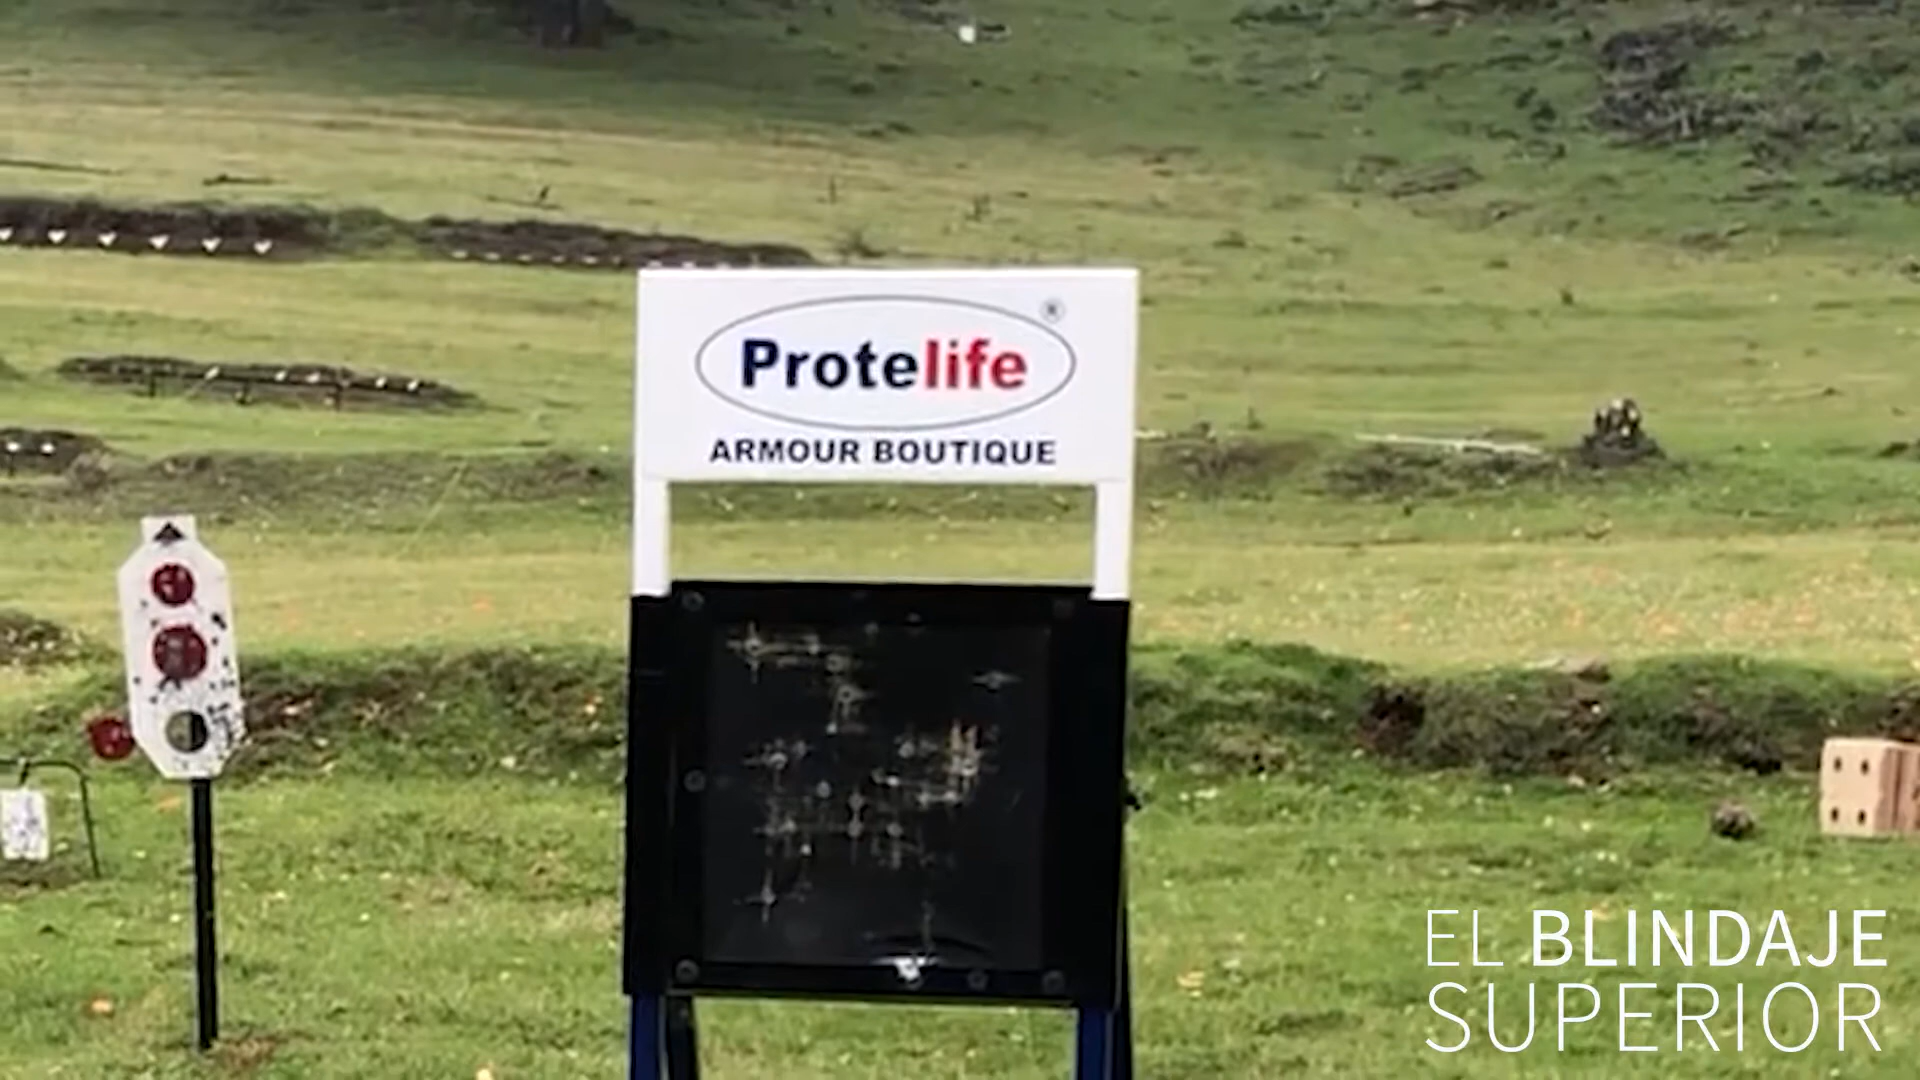 ®
Protelife
ARMOUR BOUTIQUE
EL BLINDAJE
SUPERIOR